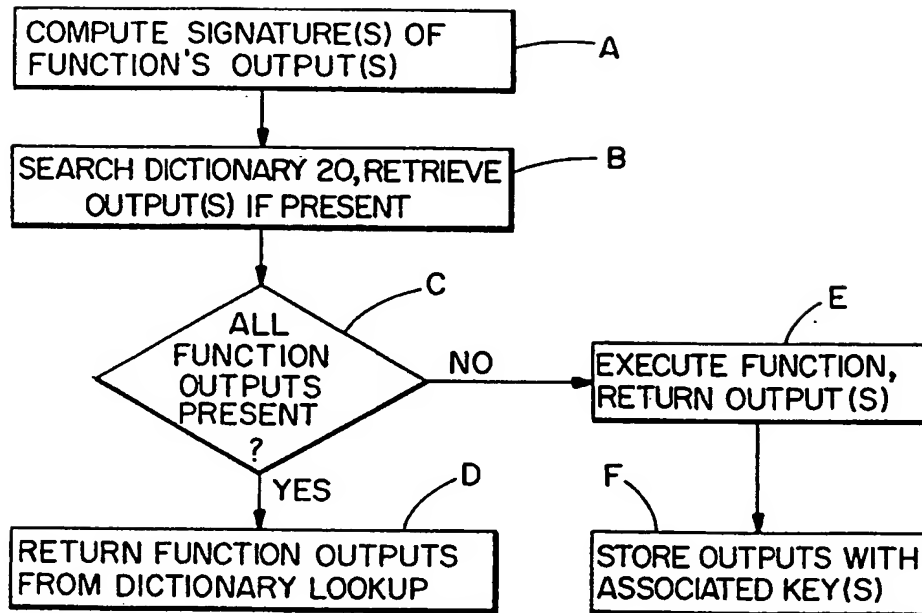 COMPUTE SIGNATURE(S) OF
FUNCTION'S OUTPUT(S)
A
SEARCH DICTIONARY 20, RETRIEVE
OUTPUT(S) IF PRESENT
B
C
ALL
FUNCTION
OUTPUTS
PRESENT
?
NO
YES
E
EXECUTE FUNCTION,
RETURN OUTPUT(S)
D
RETURN FUNCTION OUTPUTS
FROM DICTIONARY LOOKUP
F
STORE OUTPUTS WITH
ASSOCIATED KEY(S)